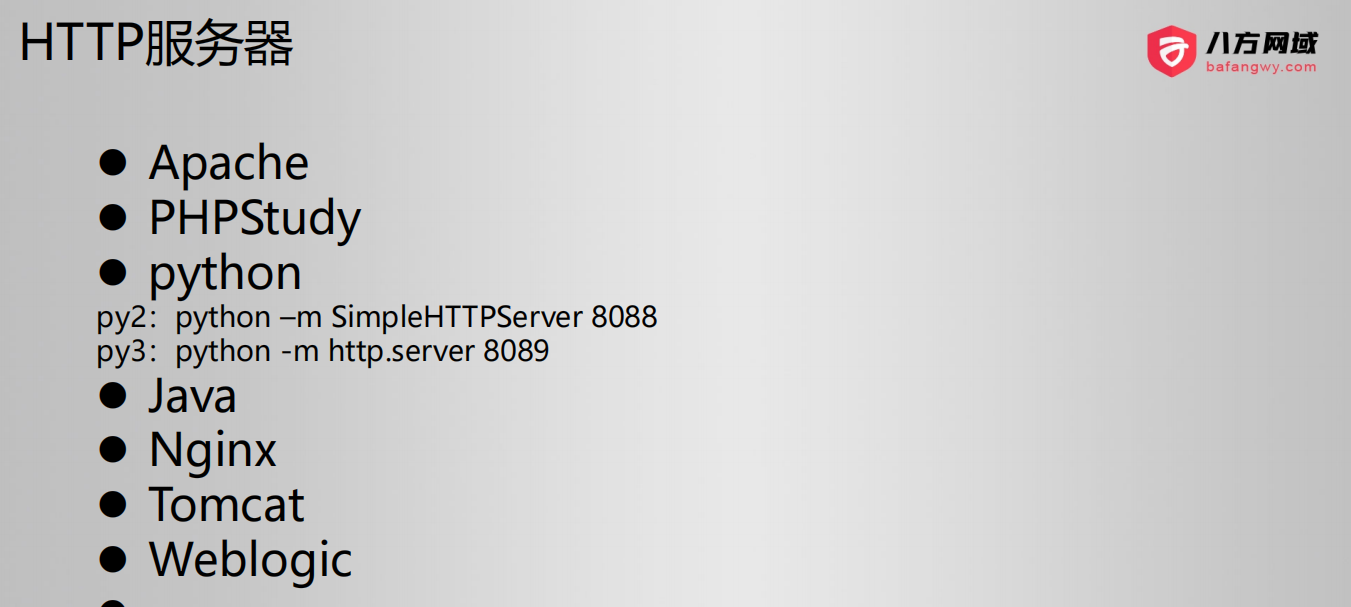 HTTP服务器
八方网域
bafangwy.com
● Apache
● PHPStudy
● python
py2：python –m SimpleHTTPServer 8088
py3：python -m http.server 8089
● Java
● Nginx
● Tomcat
● Weblogic